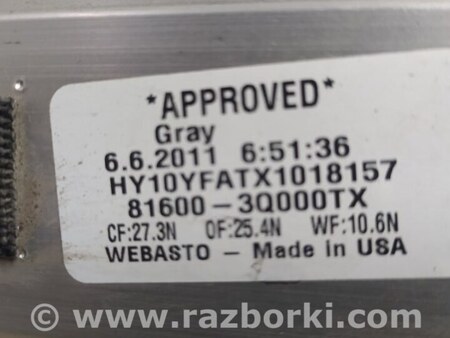 *APPROVED*
Gray
6.6.2011 6:51:36
HY10YFATX1018157
81600-3Q000TX
CF:27.3N OF:25.4N WF:10.6N
WEBASTO - Made in USA
© www.razborki.com